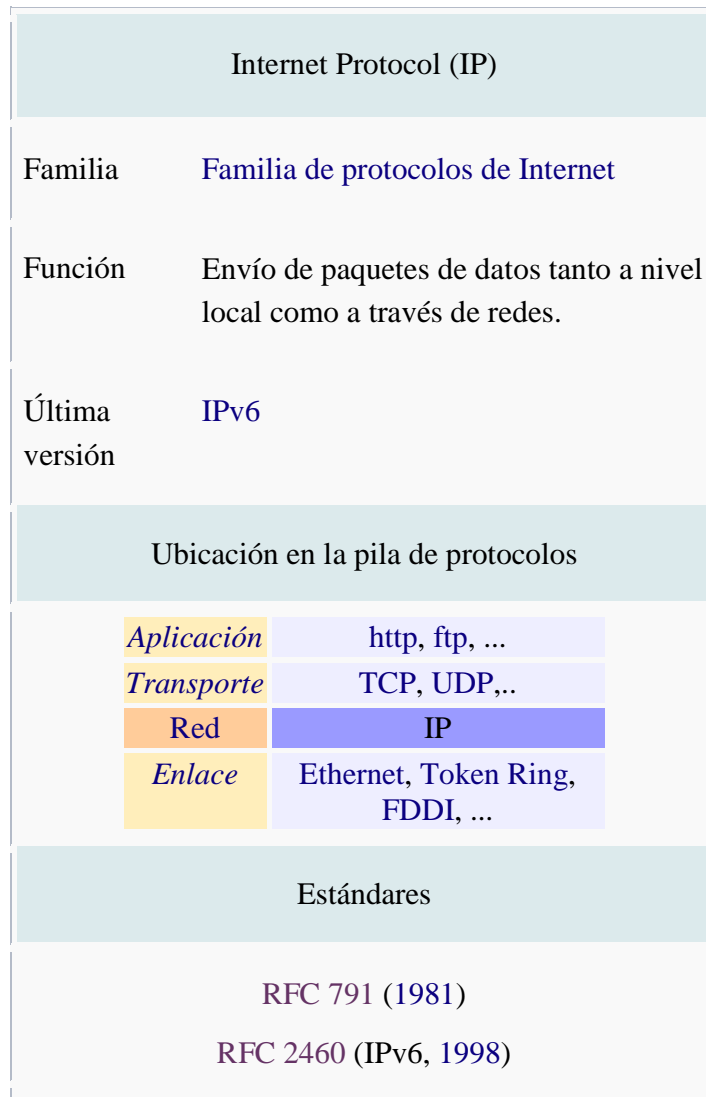 Internet Protocol (IP)
Familia Familia de protocolos de Internet
Función Envío de paquetes de datos tanto a nivel
local como a través de redes.
Última IPv6
versión
Ubicación en la pila de protocolos
Aplicación http, ftp, ...
Transporte TCP, UDP,..
Red IP
Enlace Ethernet, Token Ring,
FDDI, ...
Estándares
RFC 791 (1981)
RFC 2460 (IPv6, 1998)